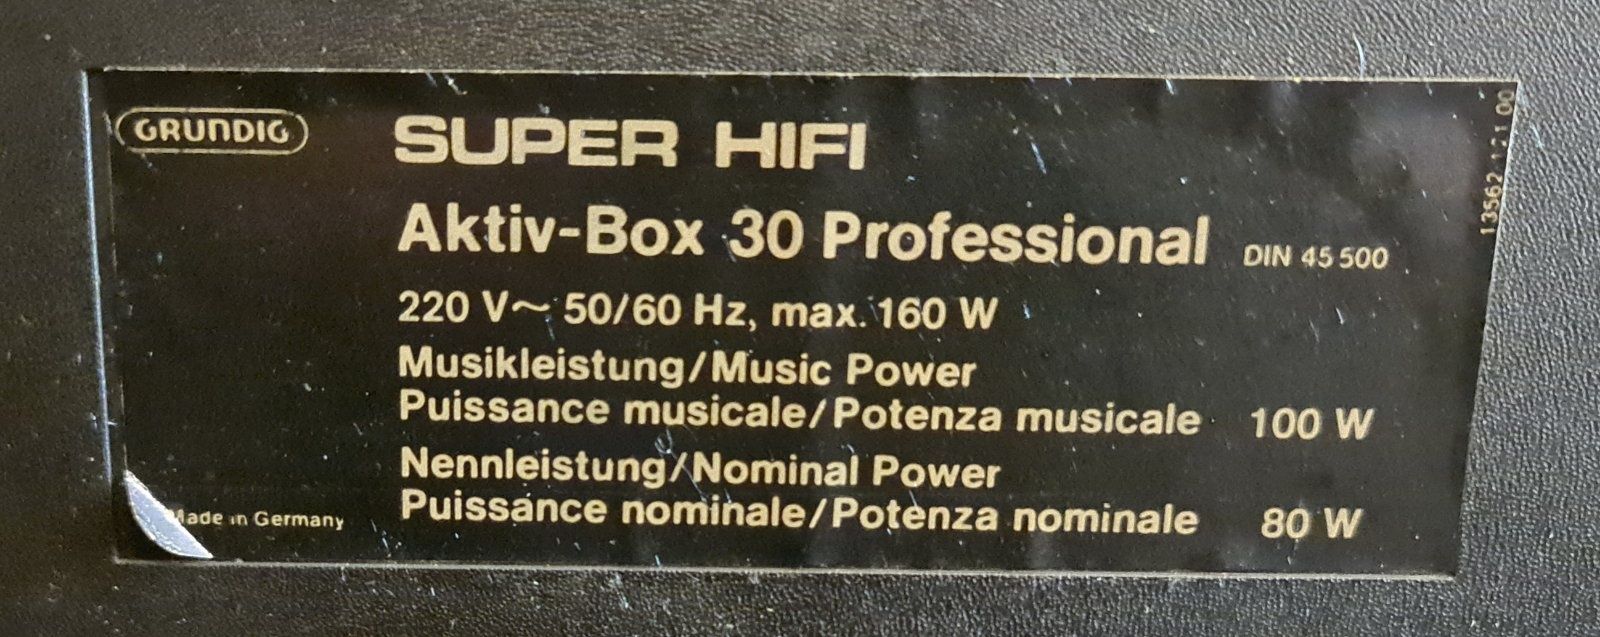 GRUNDIG
SUPER HIFI
Aktiv-Box 30 Professional DIN 45 500
220 V~ 50/60 Hz, max. 160 W
Musikleistung/Music Power
Puissance musicale/Potenza musicale 100 W
Nennleistung/Nominal Power
Puissance nominale/Potenza nominale 80 W
Made in Germany